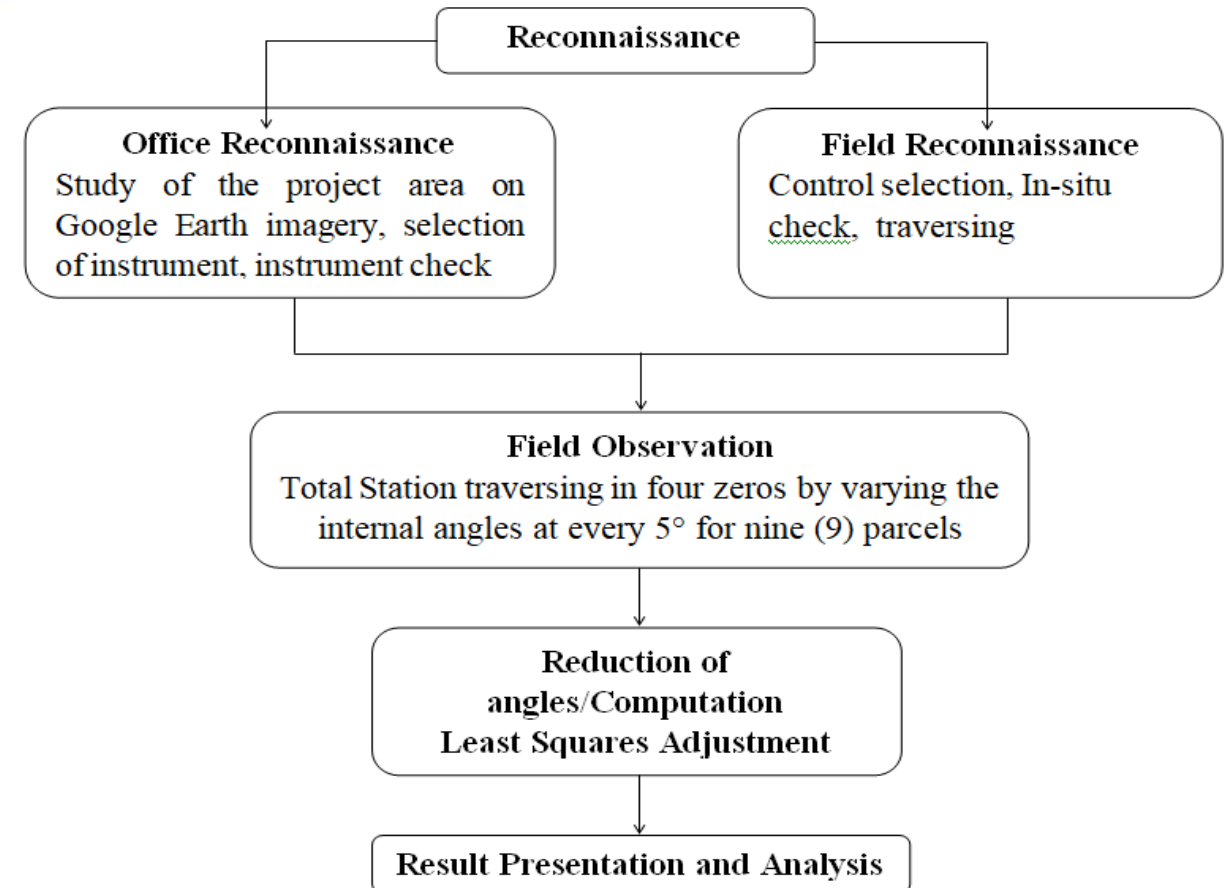 Reconnaissance
Office Reconnaissance
Study of the project area on
Google Earth imagery, selection
of instrument, instrument check
Field Reconnaissance
Control selection, In-situ
check, traversing
Field Observation
Total Station traversing in four zeros by varying the
internal angles at every 5° for nine (9) parcels
Reduction of
angles/Computation
Least Squares Adjustment
Result Presentation and Analysis